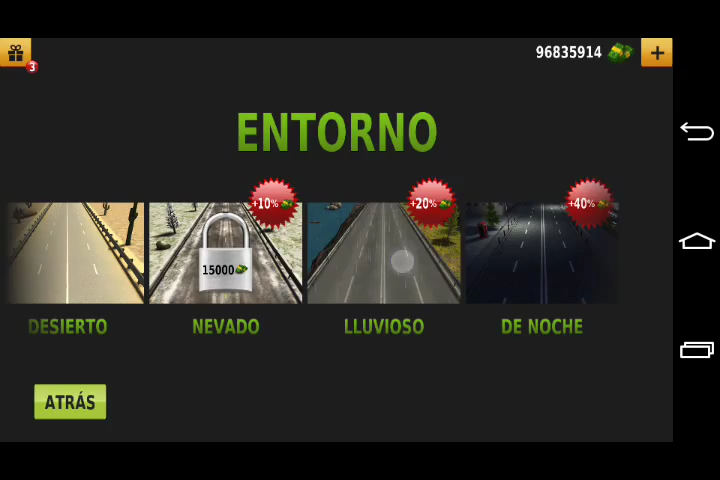 3
96835914
ENTORNO
+10%
+20%
+40%
15000
DESIERTO
NEVADO
LLUVIOSO
DE NOCHE
ATRÁS